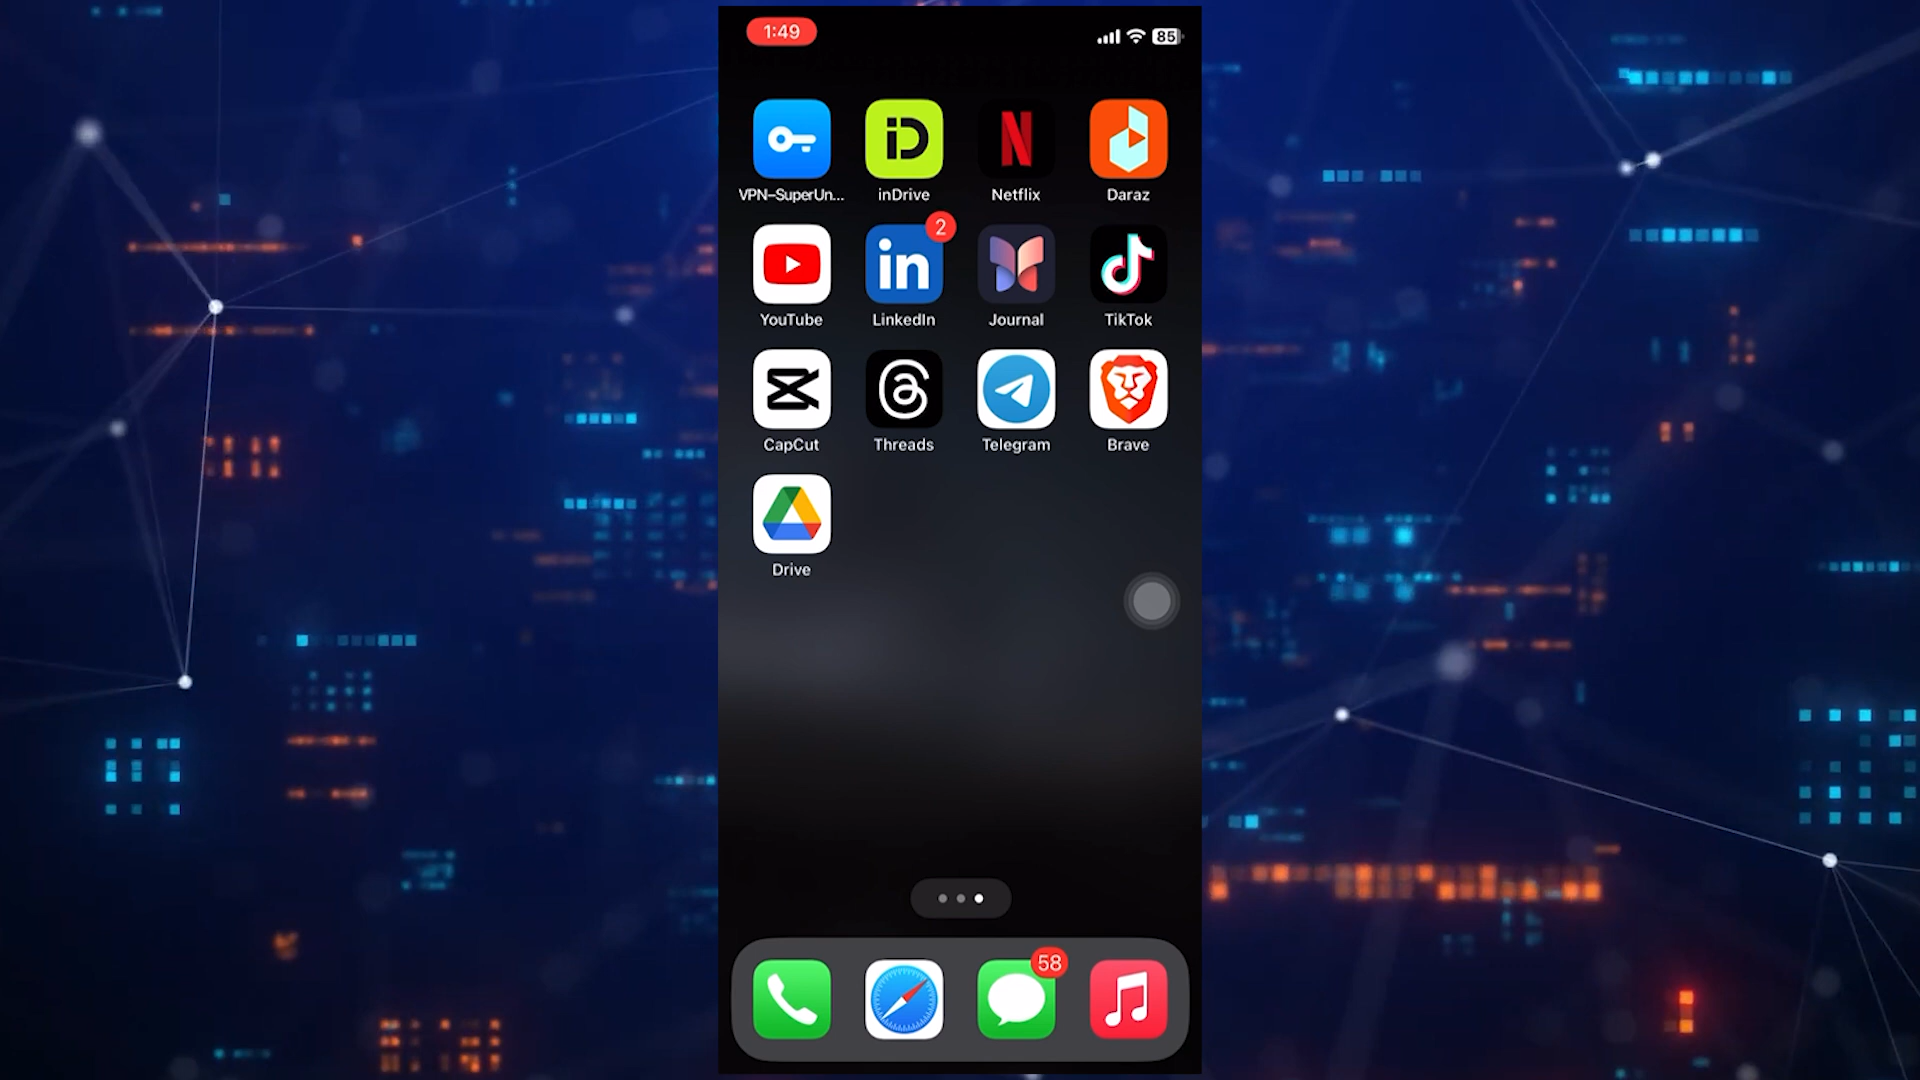 1:49
85
VPN–SuperUn...
inDrive
Netflix
Daraz
2
YouTube
LinkedIn
Journal
TikTok
CapCut
Threads
Telegram
Brave
Drive
58